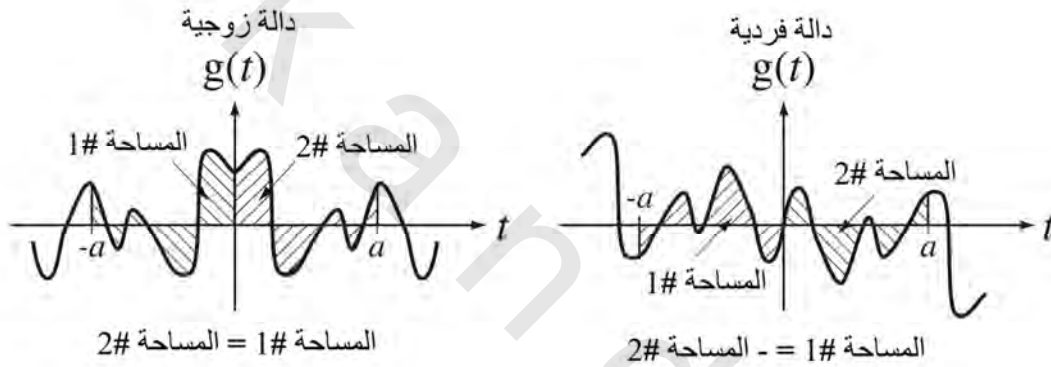 دالة زوجية
g(t)
المساحة #1
المساحة #2
-a
a
t
المساحة #1 = المساحة #2
دالة فردية
g(t)
المساحة #2
-a
a
t
المساحة #1
المساحة #1 = - المساحة #2